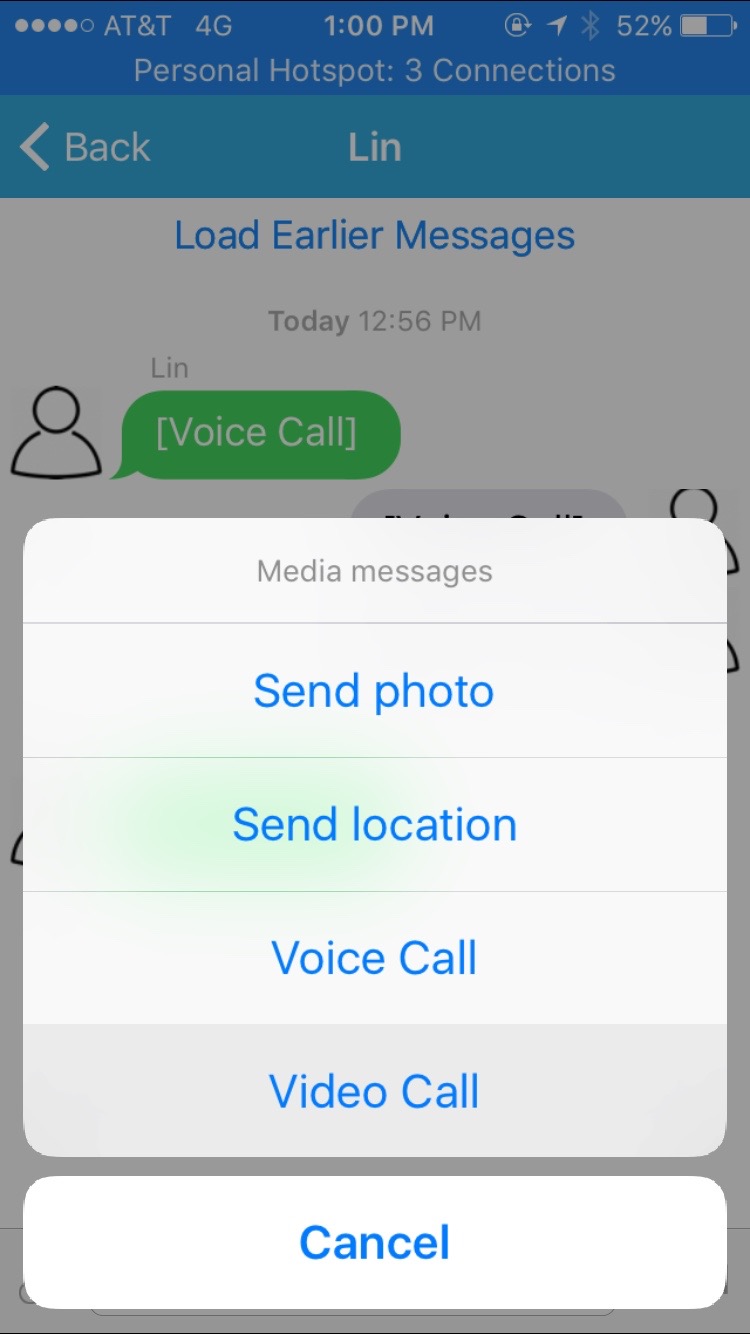 AT&T 4G 1:00 PM 52%
Personal Hotspot: 3 Connections
Back Lin
Load Earlier Messages
Today 12:56 PM
Lin
[Voice Call]
Media messages
Send photo
Send location
Voice Call
Video Call
Cancel